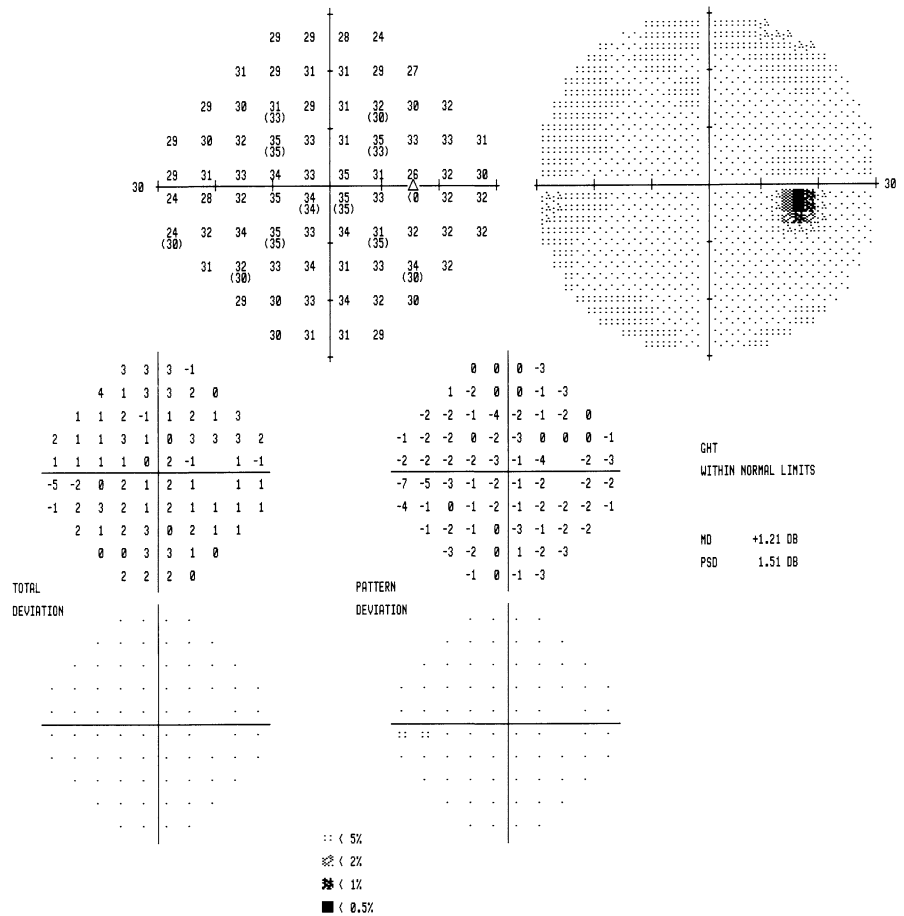 29 29 28 24
31 29 31 31 29 27
29 30 31 29 31 32 30 32
(33) (30)
29 30 32 35 33 31 35 33 33 31
(35) (33)
29 31 33 34 33 35 31 26 32 30
30 30
24 28 32 35 34 35 33 <0 32 32
(34) (35)
24 32 34 35 33 34 31 32 32 32
(30) (35) (35)
31 32 33 34 31 33 34 32
(30) (30)
29 30 33 34 32 30
30 31 31 29
3 3 3 -1
4 1 3 3 2 0
1 1 2 -1 1 2 1 3
2 1 1 3 1 0 3 3 3 2
1 1 1 1 0 2 -1 1 -1
-5 -2 0 2 1 2 1 1 1
-1 2 3 2 1 2 1 1 1 1
2 1 2 3 0 2 1 1
0 0 3 3 1 0
2 2 2 0
TOTAL
DEVIATION
0 0 0 -3
1 -2 0 0 -1 -3
-2 -2 -1 -4 -2 -1 -2 0
-1 -2 -2 0 -2 -3 0 0 0 -1
-2 -2 -2 -2 -3 -1 -4 -2 -3
-7 -5 -3 -1 -2 -1 -2 -2 -2
-4 -1 0 -1 -2 -1 -2 -2 -2 -1
-1 -2 -1 0 -3 -1 -2 -2
-3 -2 0 1 -2 -3
-1 0 -1 -3
PATTERN
DEVIATION
GHT
WITHIN NORMAL LIMITS
MD +1.21 DB
PSD 1.51 DB
:: < 5%
< 2%
< 1%
■ < 0.5%